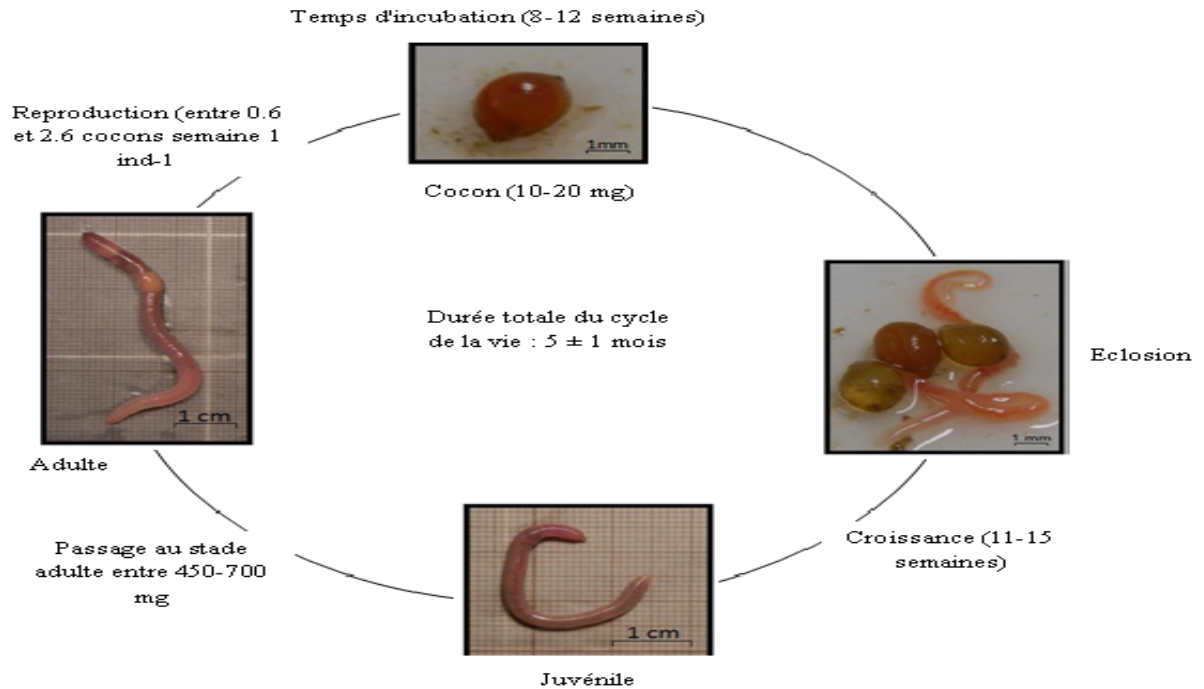 Temps d'incubation (8-12 semaines)
Reproduction (entre 0.6
et 2.6 cocons semaine 1
ind-1
1mm
Cocon (10-20 mg)
Durée totale du cycle
de la vie : 5 ± 1 mois
Eclosion
1 mm
1 cm
Adulte
Passage au stade
adulte entre 450-700
mg
Croissance (11-15
semaines)
1 cm
Juvénile